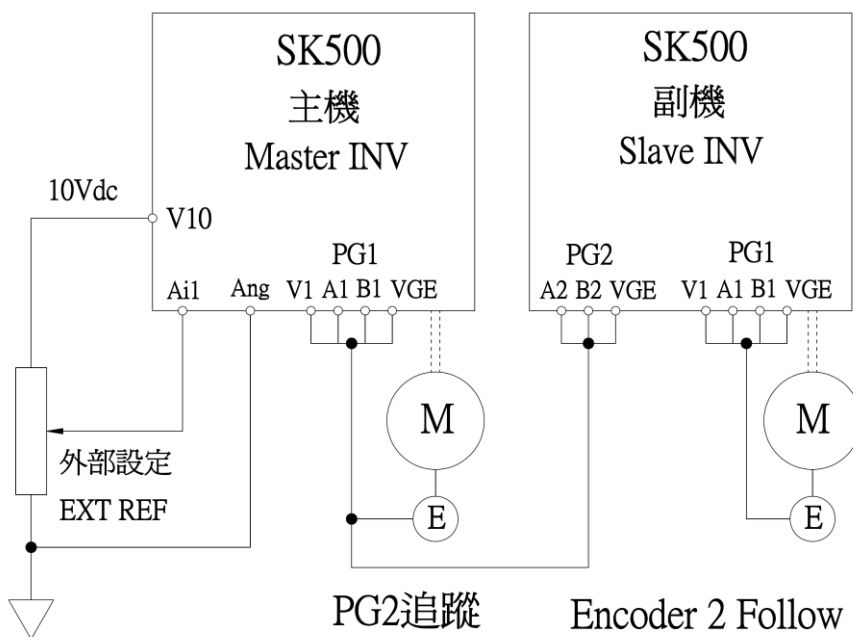 SK500
主機
Master INV
10Vdc
V10
PG1
Ai1 Ang V1 A1 B1 VGE
M
E
外部設定
EXT REF
SK500
副機
Slave INV
PG2 PG1
A2 B2 VGE V1 A1 B1 VGE
M
E
PG2追蹤 Encoder 2 Follow